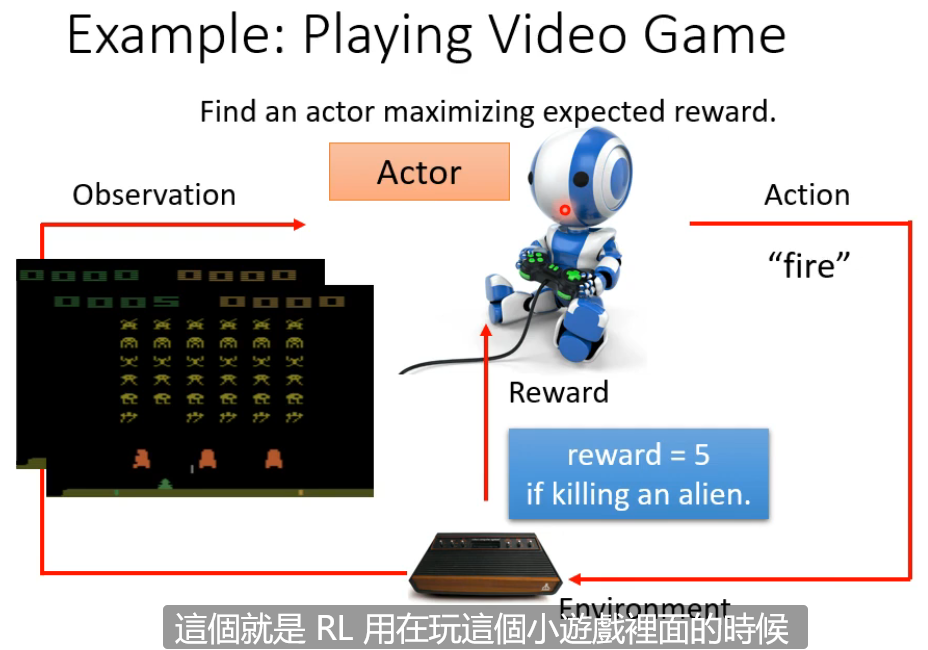 Example: Playing Video Game
Find an actor maximizing expected reward.
Actor
Observation
Action
“fire”
0000 0000
0005 0000
Reward
reward = 5
if killing an alien.
Environment
這個就是 RL 用在玩這個小遊戲裡面的時候